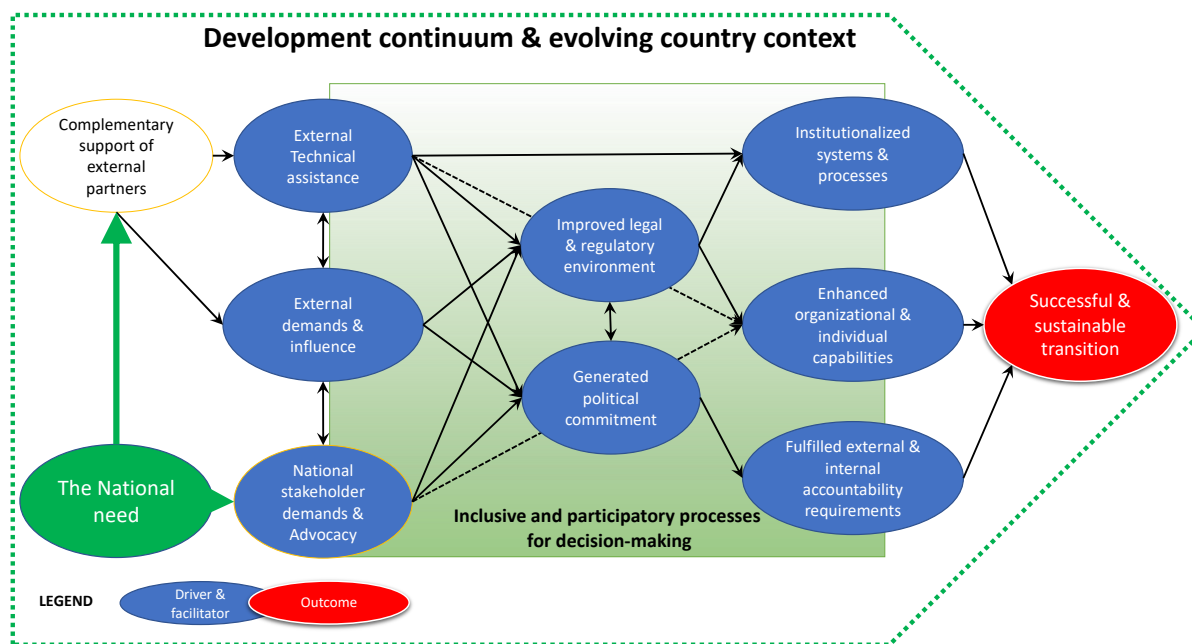 Development continuum & evolving country context
Complementary
support of
external
partners
External
Technical
assistance
Institutionalized
systems &
processes
Improved legal
& regulatory
environment
External
demands &
influence
Enhanced
organizational &
individual
capabilities
Successful &
sustainable
transition
Generated
political
commitment
The National
need
National
stakeholder
demands &
Advocacy
Fulfilled external &
internal
accountability
requirements
Inclusive and participatory processes
for decision-making
LEGEND
Driver &
facilitator
Outcome